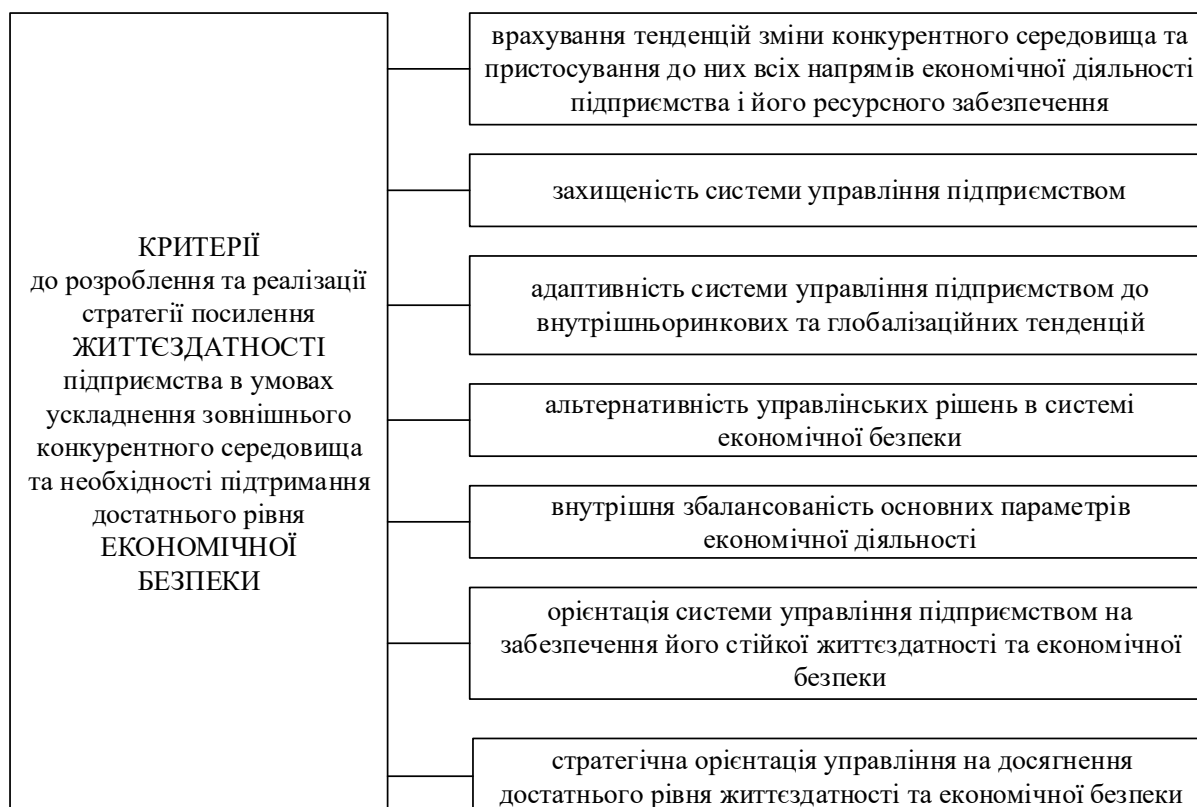 КРИТЕРІЇ
до розроблення та реалізації
стратегії посилення
ЖИТТЄЗДАТНОСТІ
підприємства в умовах
ускладнення зовнішнього
конкурентного середовища
та необхідності підтримання
достатнього рівня
ЕКОНОМІЧНОЇ
БЕЗПЕКИ
врахування тенденцій зміни конкурентного середовища та
пристосування до них всіх напрямів економічної діяльності
підприємства і його ресурсного забезпечення
захищеність системи управління підприємством
адаптивність системи управління підприємством до
внутрішньоринкових та глобалізаційних тенденцій
альтернативність управлінських рішень в системі
економічної безпеки
внутрішня збалансованість основних параметрів
економічної діяльності
орієнтація системи управління підприємством на
забезпечення його стійкої життєздатності та економічної
безпеки
стратегічна орієнтація управління на досягнення
достатнього рівня життєздатності та економічної безпеки